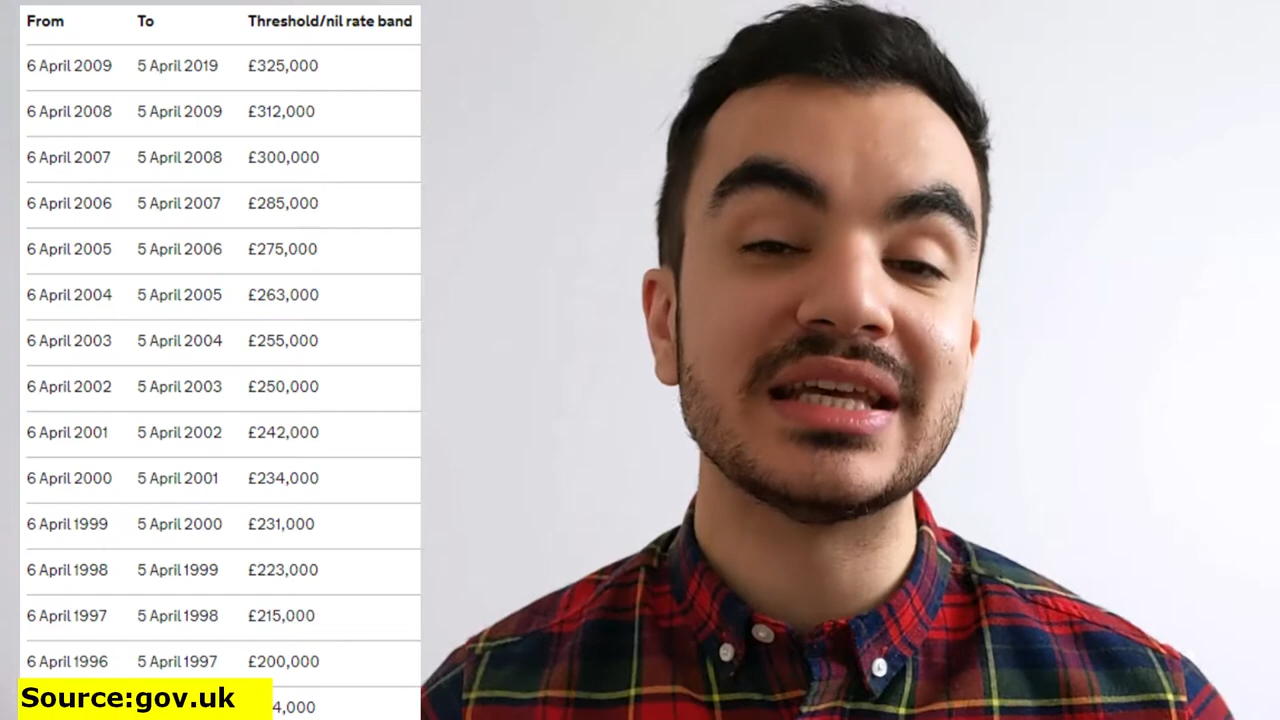 From To Threshold/nil rate band
6 April 2009 5 April 2019 £325,000
6 April 2008 5 April 2009 £312,000
6 April 2007 5 April 2008 £300,000
6 April 2006 5 April 2007 £285,000
6 April 2005 5 April 2006 £275,000
6 April 2004 5 April 2005 £263,000
6 April 2003 5 April 2004 £255,000
6 April 2002 5 April 2003 £250,000
6 April 2001 5 April 2002 £242,000
6 April 2000 5 April 2001 £234,000
6 April 1999 5 April 2000 £231,000
6 April 1998 5 April 1999 £223,000
6 April 1997 5 April 1998 £215,000
6 April 1996 5 April 1997 £200,000
Source:gov.uk
4,000